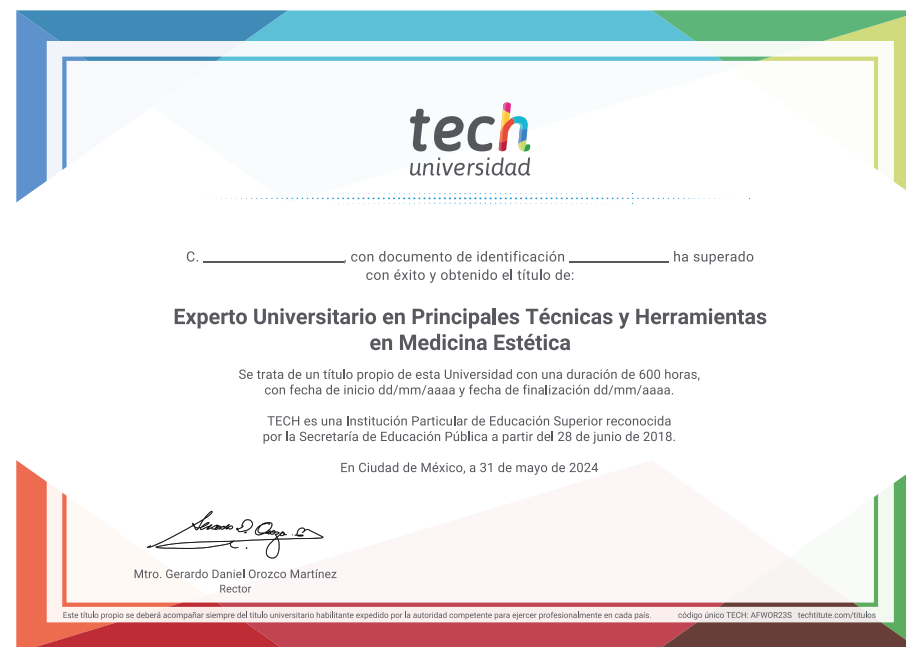 tech
universidad
C. ____________, con documento de identificación ____________ ha superado
con éxito y obtenido el título de:
Experto Universitario en Principales Técnicas y Herramientas
en Medicina Estética
Se trata de un título propio de esta Universidad con una duración de 600 horas,
con fecha de inicio dd/mm/aaaa y fecha de finalización dd/mm/aaaa.
TECH es una Institución Particular de Educación Superior reconocida
por la Secretaría de Educación Pública a partir del 28 de junio de 2018.
En Ciudad de México, a 31 de mayo de 2024
Mtro. Gerardo Daniel Orozco Martínez
Rector
Este título propio se deberá acompañar siempre del título universitario habilitante expedido por la autoridad competente para ejercer profesionalmente en cada país. código único TECH: AFWOR23S techtitute.com/titulos